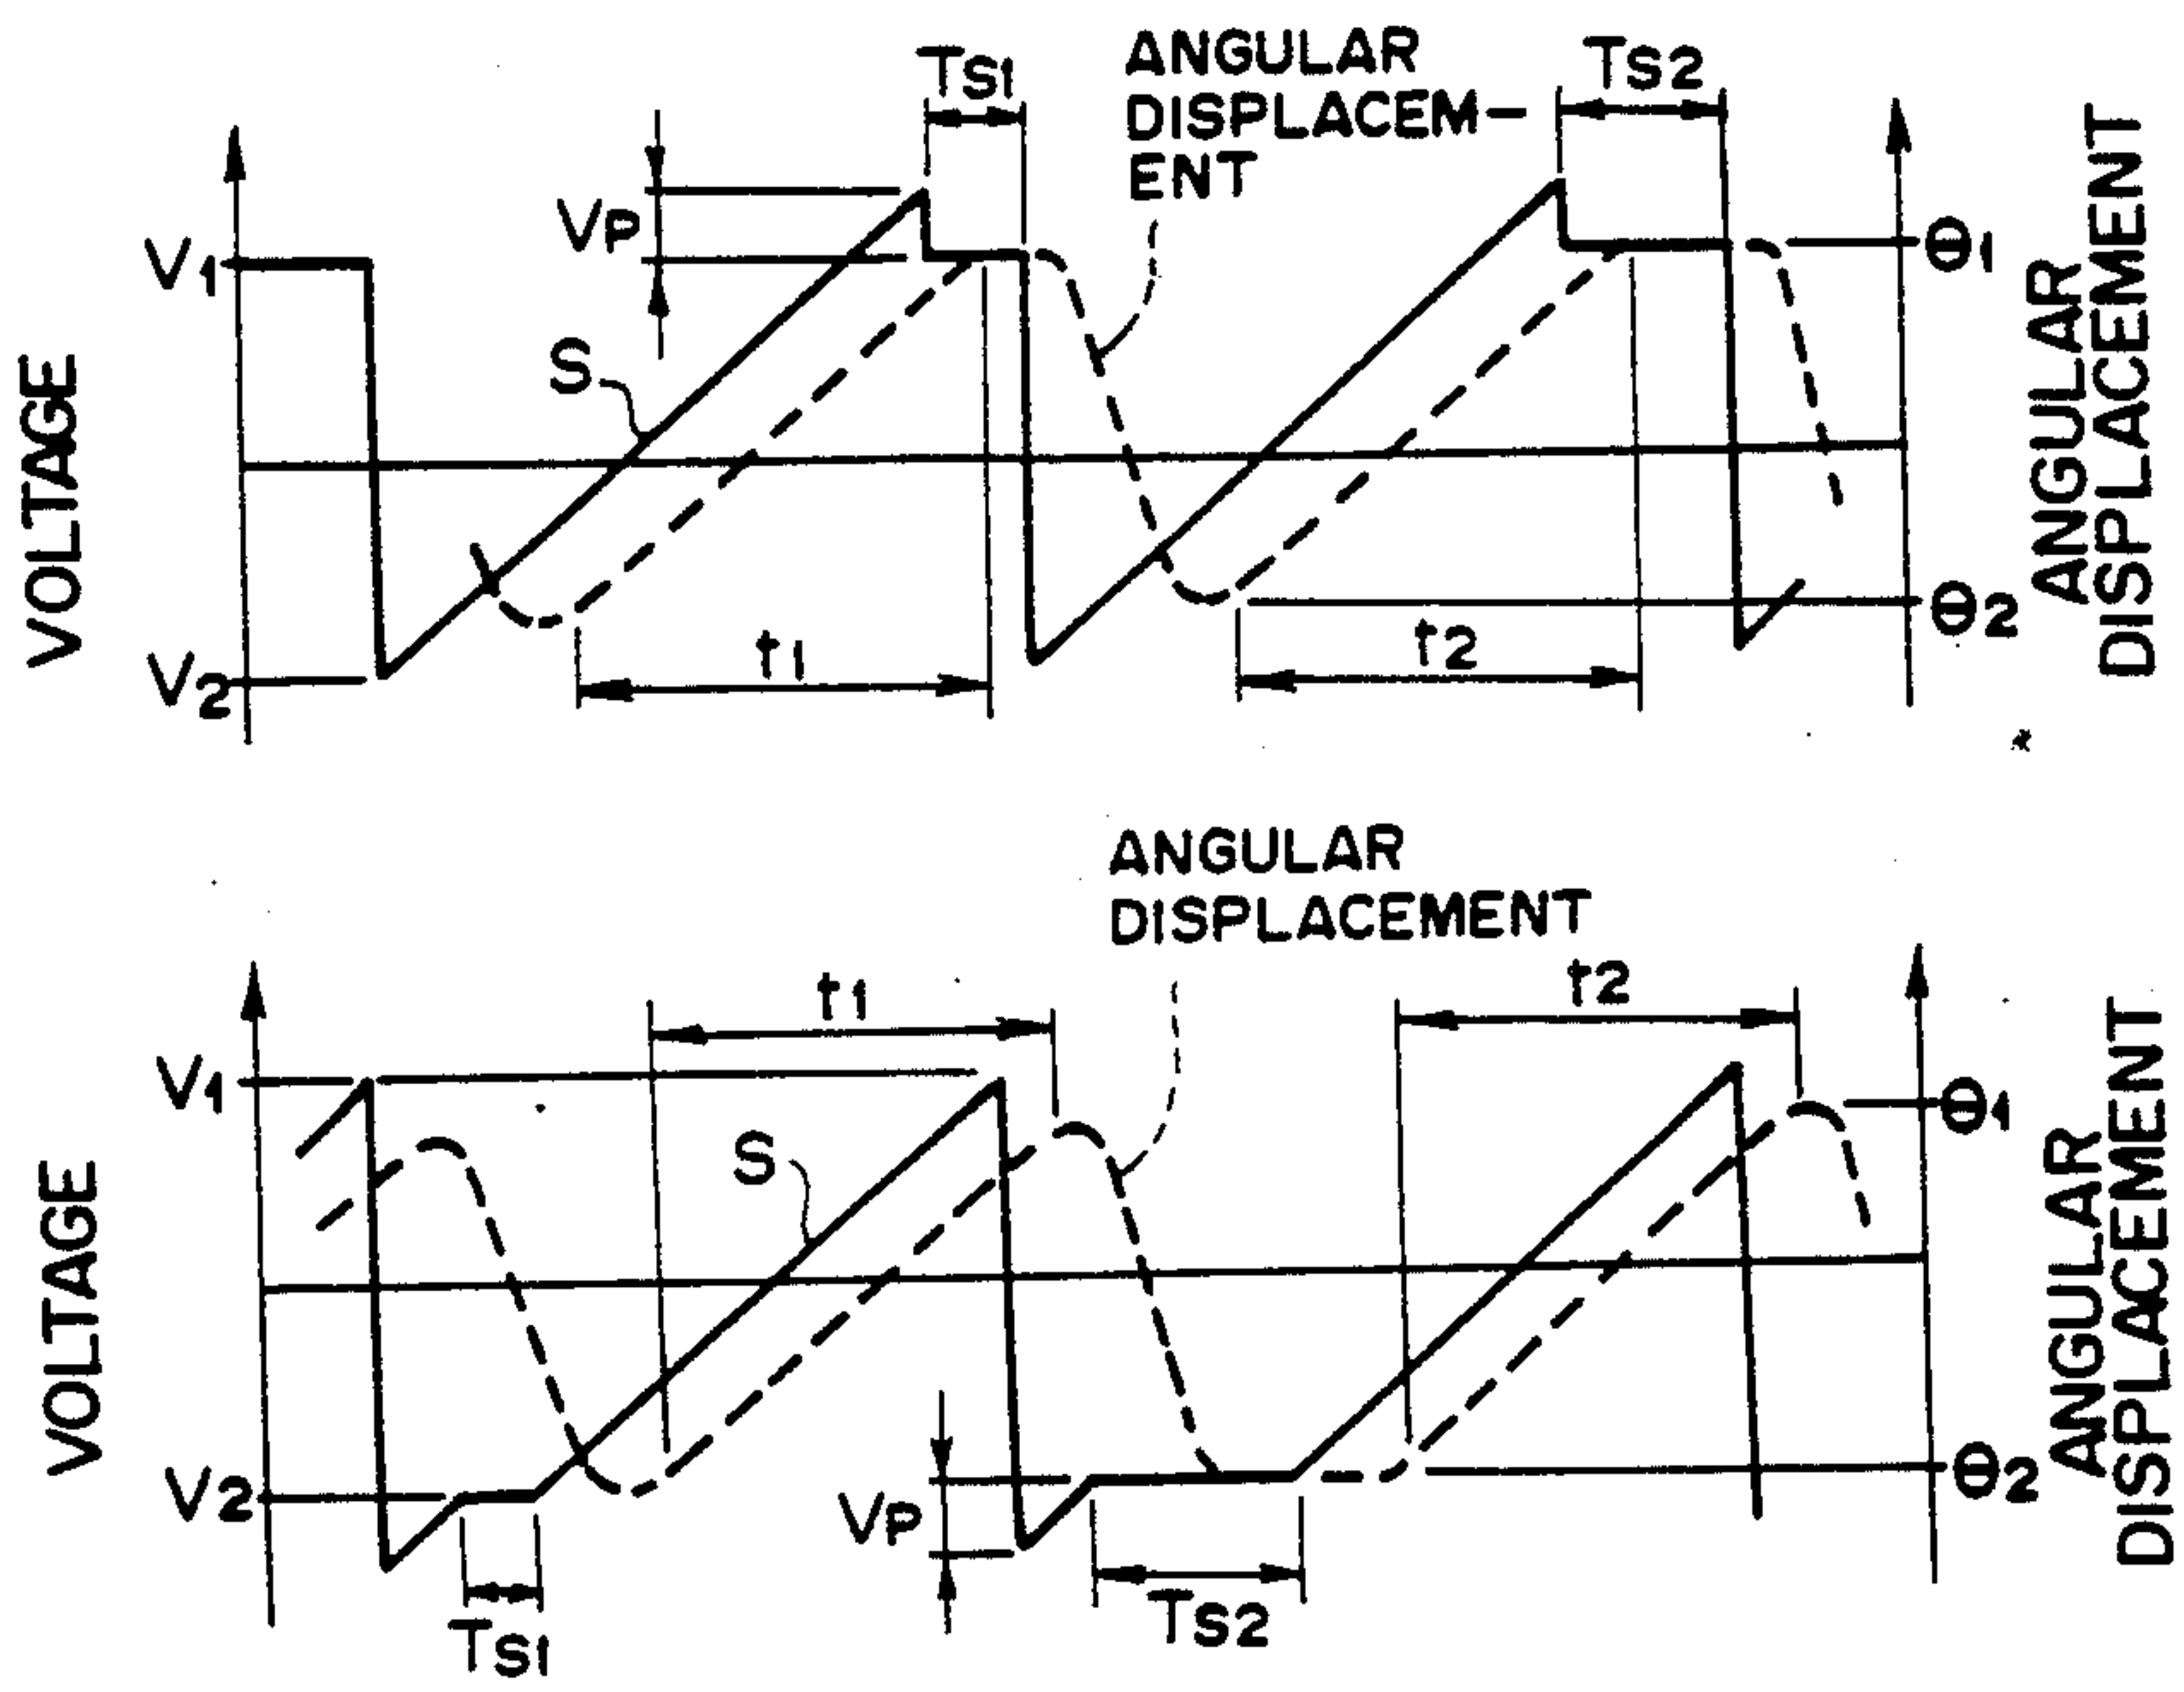 TS1
ANGULAR
DISPLACEM-
ENT
TS2
VP
V1
θ1
S
VOLTAGE
ANGULAR
DISPLACEMENT
θ2
t1
t2
V2
ANGULAR
DISPLACEMENT
t1
t2
V1
θ1
S
VOLTAGE
ANGULAR
DISPLACEMENT
V2
VP
θ2
TS1
TS2